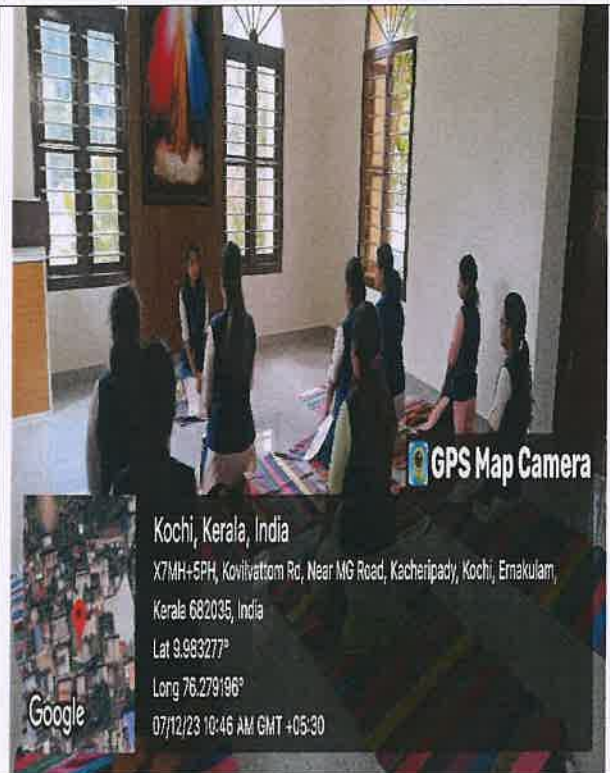 GPS Map Camera
Kochi, Kerala, India
X7MH+5PH, Kovilvattom Rd, Near MG Road, Kacheripady, Kochi, Ernakulam,
Kerala 682035, India
Lat 9.983277°
Long 76.279196°
07/12/23 10:46 AM GMT +05:30
Google